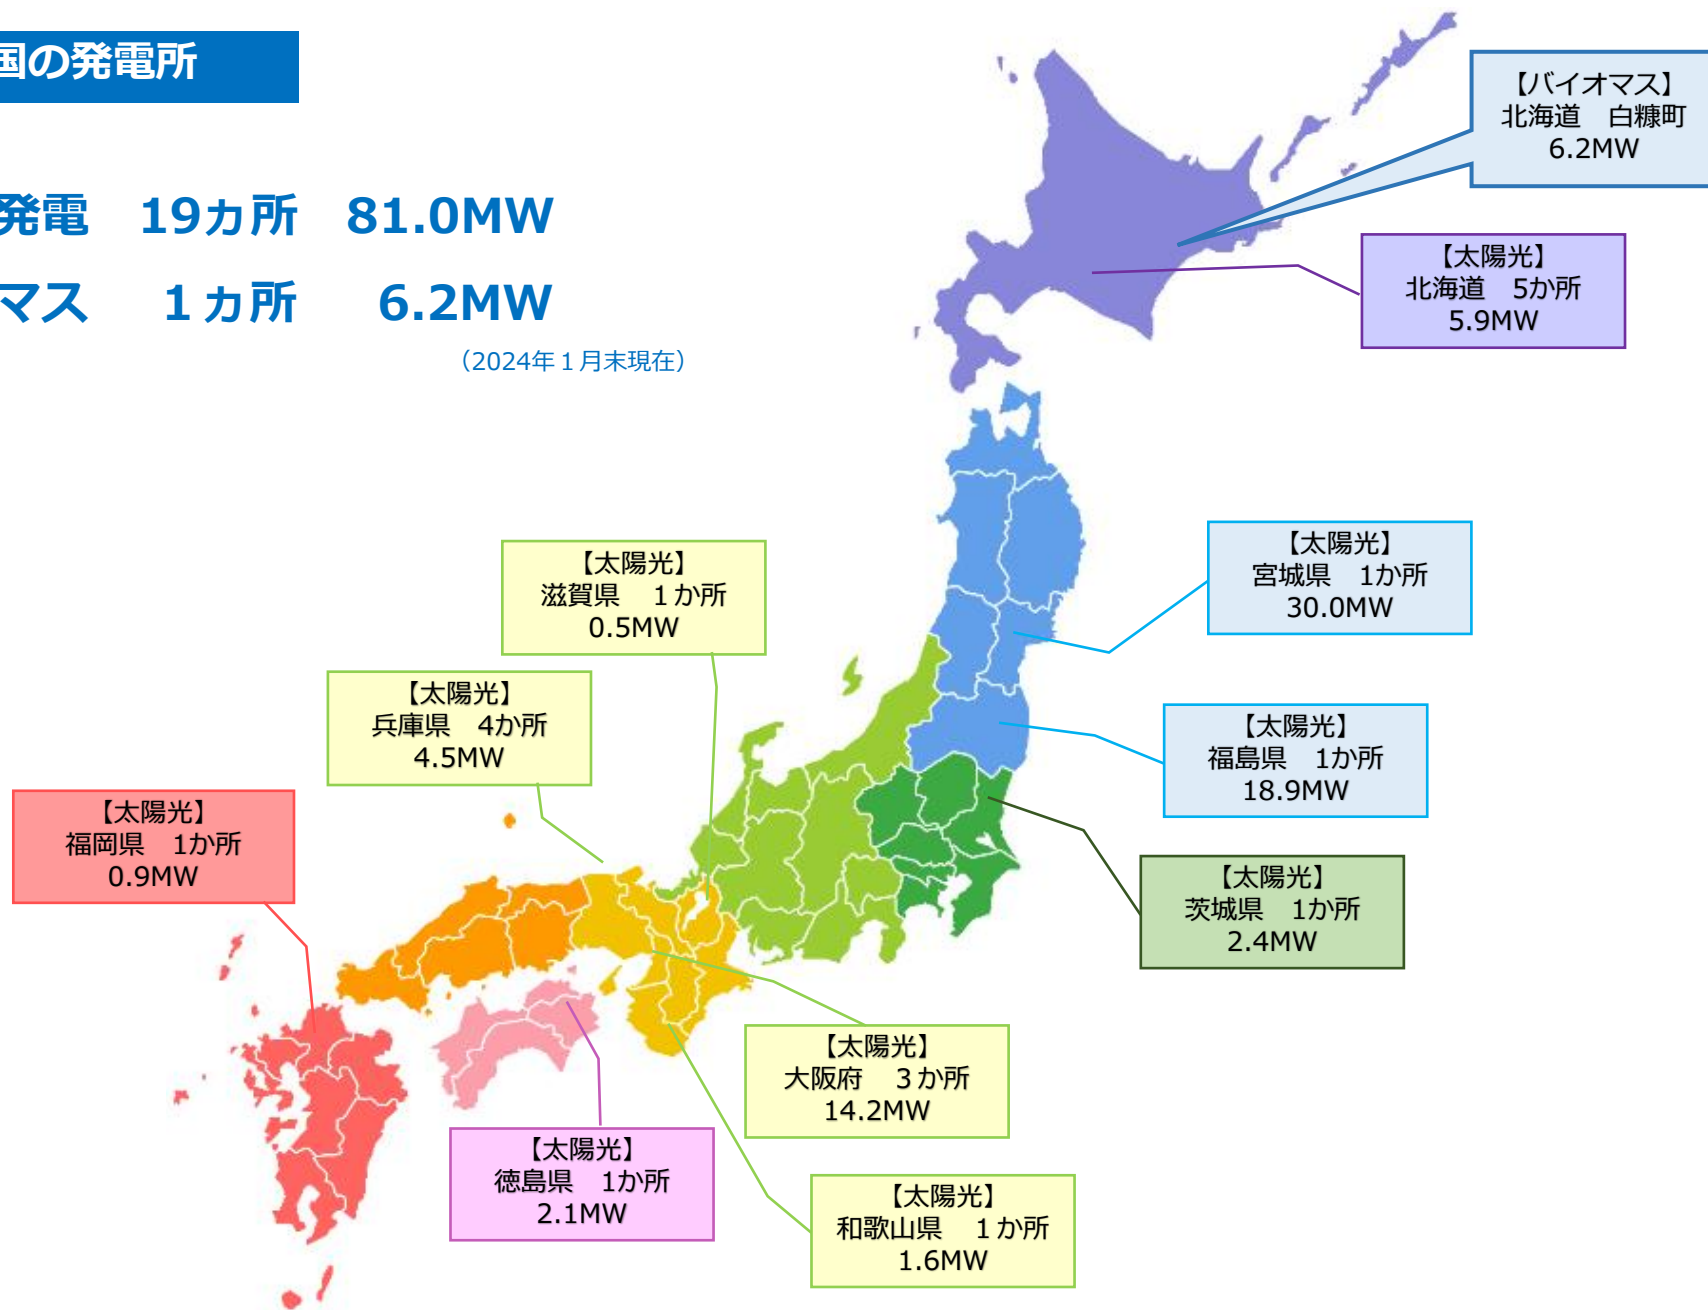 国の発電所
発電　19ヵ所　81.0MW
マス　1ヵ所　6.2MW
（2024年１月末現在）
【バイオマス】
北海道　白糠町
6.2MW
【太陽光】
北海道　5か所
5.9MW
【太陽光】
宮城県　1か所
30.0MW
【太陽光】
滋賀県　１か所
0.5MW
【太陽光】
兵庫県　4か所
4.5MW
【太陽光】
福島県　1か所
18.9MW
【太陽光】
福岡県　1か所
0.9MW
【太陽光】
茨城県　1か所
2.4MW
【太陽光】
大阪府　３か所
14.2MW
【太陽光】
徳島県　1か所
2.1MW
【太陽光】
和歌山県　１か所
1.6MW